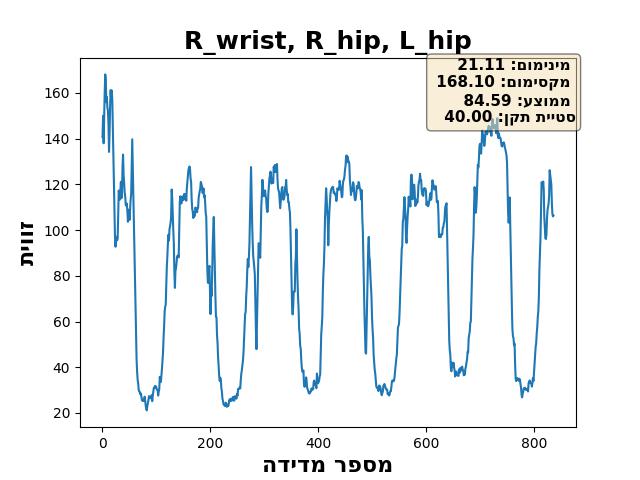 R_wrist, R_hip, L_hip
מינימום: 21.11
מקסימום: 168.10
ממוצע: 84.59
סטיית תקן: 40.00
זווית
160
140
120
100
80
60
40
20
0 200 400 600 800
מספר מדידה